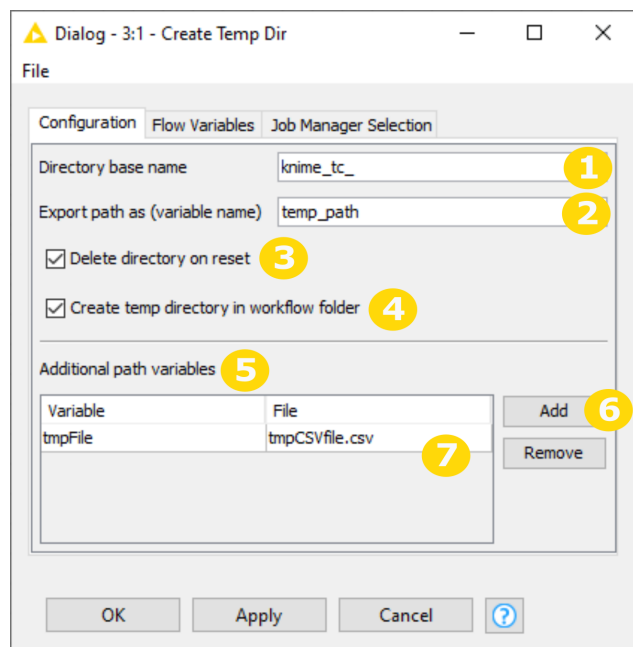 Dialog - 3:1 - Create Temp Dir
File
Configuration Flow Variables Job Manager Selection
Directory base name knime_tc_ 1
Export path as (variable name) temp_path 2
Delete directory on reset 3
Create temp directory in workflow folder 4
Additional path variables 5
Variable File Add 6
tmpFile tmpCSVfile.csv 7
Remove
OK Apply Cancel ?